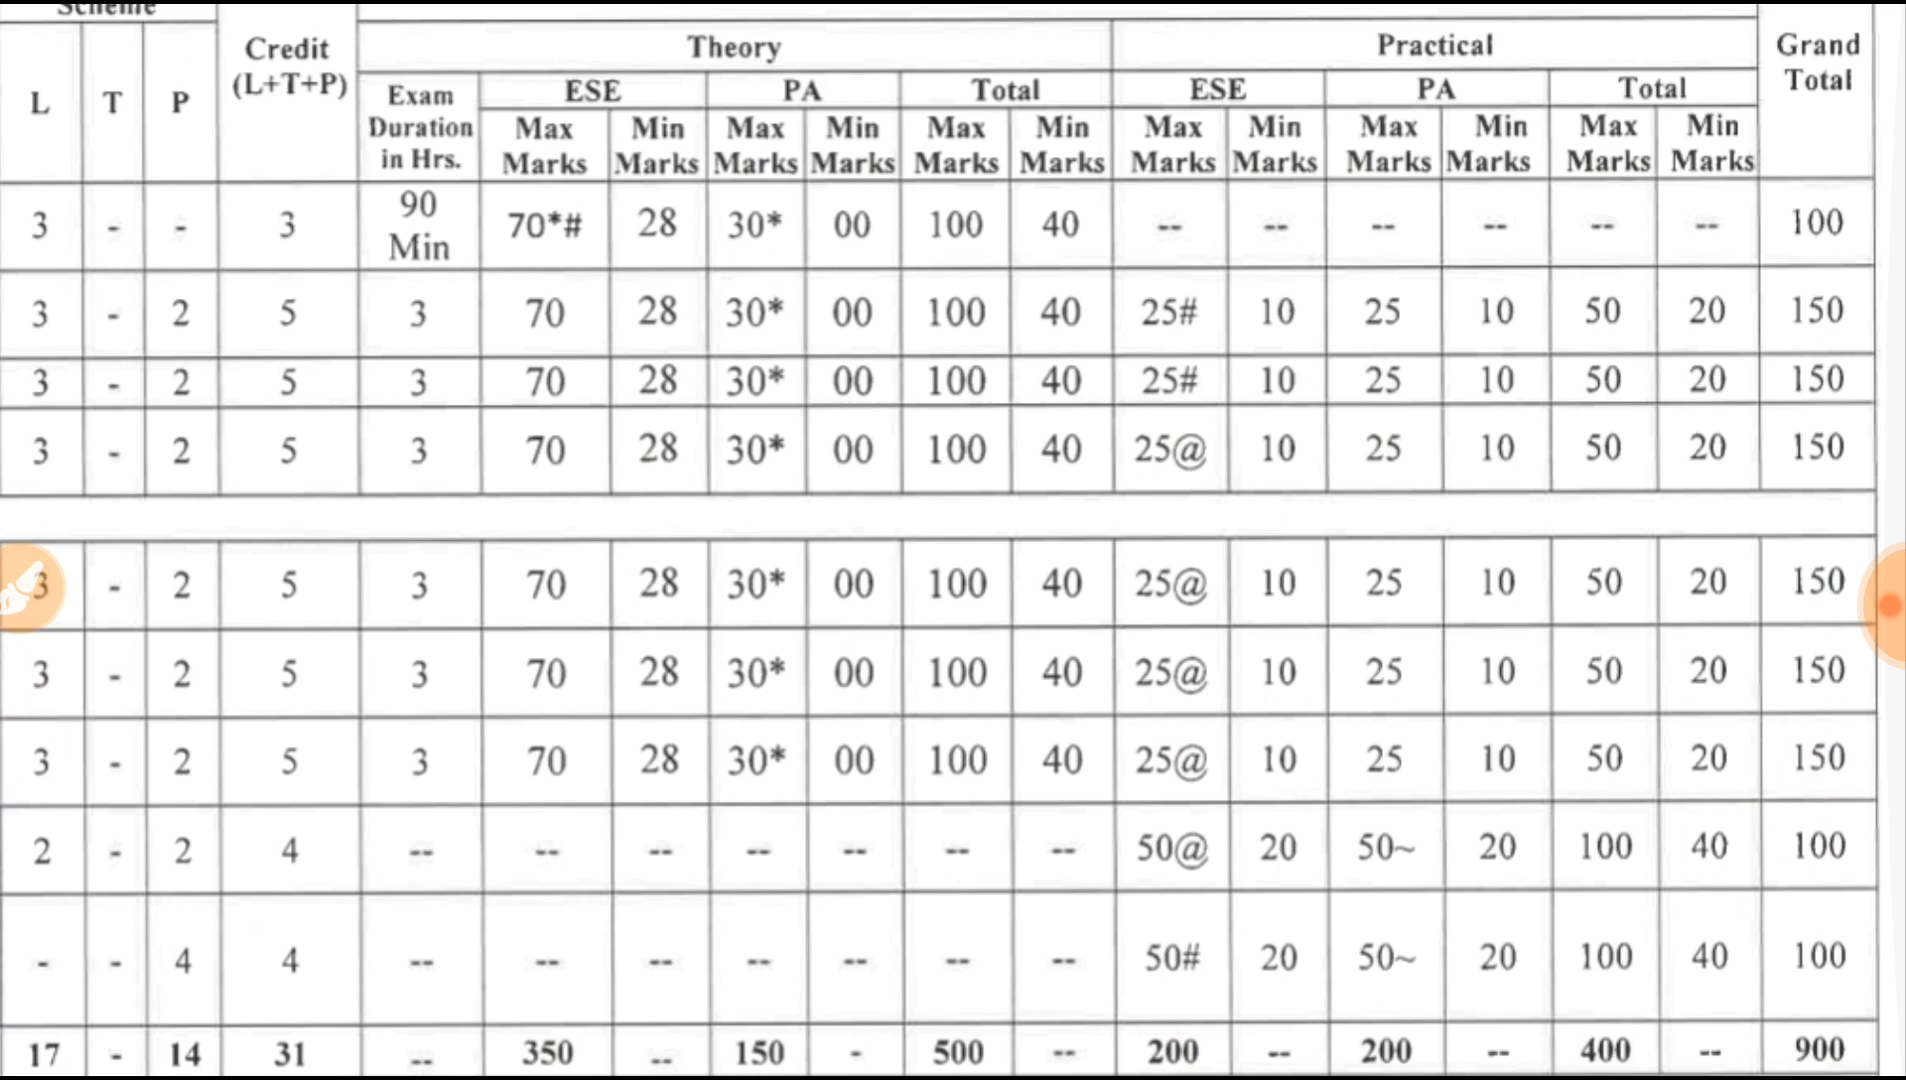 Scheme
Theory Practical Grand
Credit Total
L T P (L+T+P) Exam ESE PA Total ESE PA Total
Duration Max Min Max Min Max Min Max Min Max Min Max Min
in Hrs. Marks Marks Marks Marks Marks Marks Marks Marks Marks Marks Marks Marks
3 - - 3 90 Min 70*# 28 30* 00 100 40 -- -- -- -- -- -- 100
3 - 2 5 3 70 28 30* 00 100 40 25# 10 25 10 50 20 150
3 - 2 5 3 70 28 30* 00 100 40 25# 10 25 10 50 20 150
3 - 2 5 3 70 28 30* 00 100 40 25@ 10 25 10 50 20 150
3 - 2 5 3 70 28 30* 00 100 40 25@ 10 25 10 50 20 150
3 - 2 5 3 70 28 30* 00 100 40 25@ 10 25 10 50 20 150
3 - 2 5 3 70 28 30* 00 100 40 25@ 10 25 10 50 20 150
2 - 2 4 -- -- -- -- -- -- -- 50@ 20 50~ 20 100 40 100
- - 4 4 -- -- -- -- -- -- -- 50# 20 50~ 20 100 40 100
17 - 14 31 -- 350 -- 150 - 500 -- 200 -- 200 -- 400 -- 900